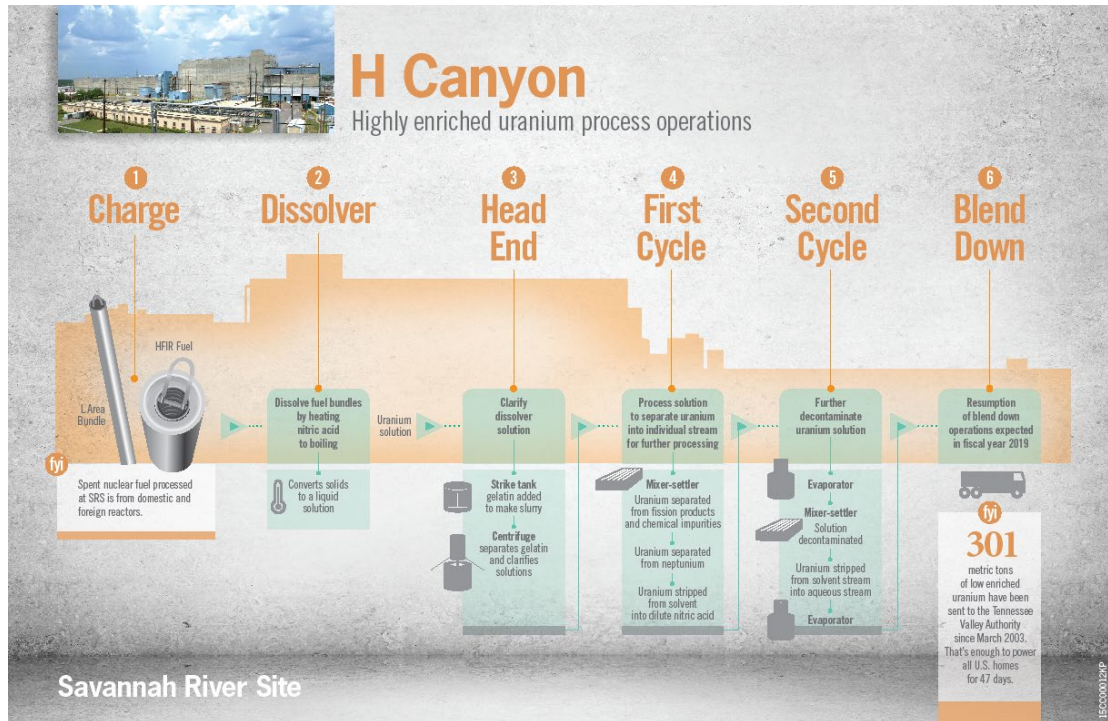 H Canyon
Highly enriched uranium process operations
1
Charge
2
Dissolver
3
Head
End
4
First
Cycle
5
Second
Cycle
6
Blend
Down
HFIR Fuel
L Area
Bundle
fyi
Spent nuclear fuel processed
at SRS is from domestic and
foreign reactors.
Dissolve fuel bundles
by heating
nitric acid
to boiling
Converts solids
to a liquid
solution
Uranium
solution
Clarify
dissolver
solution
Strike tank
gelatin added
to make slurry
Centrifuge
separates gelatin
and clarifies
solutions
Process solution
to separate uranium
into individual stream
for further processing
Mixer-settler
Uranium separated
from fission products
and chemical impurities
Uranium separated
from neptunium
Uranium stripped
from solvent
into dilute nitric acid
Further
decontaminate
uranium solution
Evaporator
Mixer-settler
Solution
decontaminated
Uranium stripped
from solvent stream
into aqueous stream
Evaporator
Resumption
of blend down
operations expected
in fiscal year 2019
fyi
301
metric tons
of low enriched
uranium have been
sent to the Tennessee
Valley Authority
since March 2003.
That's enough to power
all U.S. homes
for 47 days.
Savannah River Site
15CC00012KP